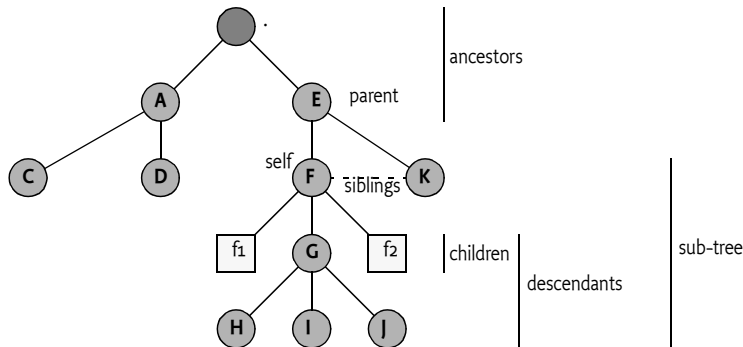 .
ancestors
A
E
parent
C
D
self
F
siblings
K
f1
G
f2
children
sub-tree
descendants
H
I
J